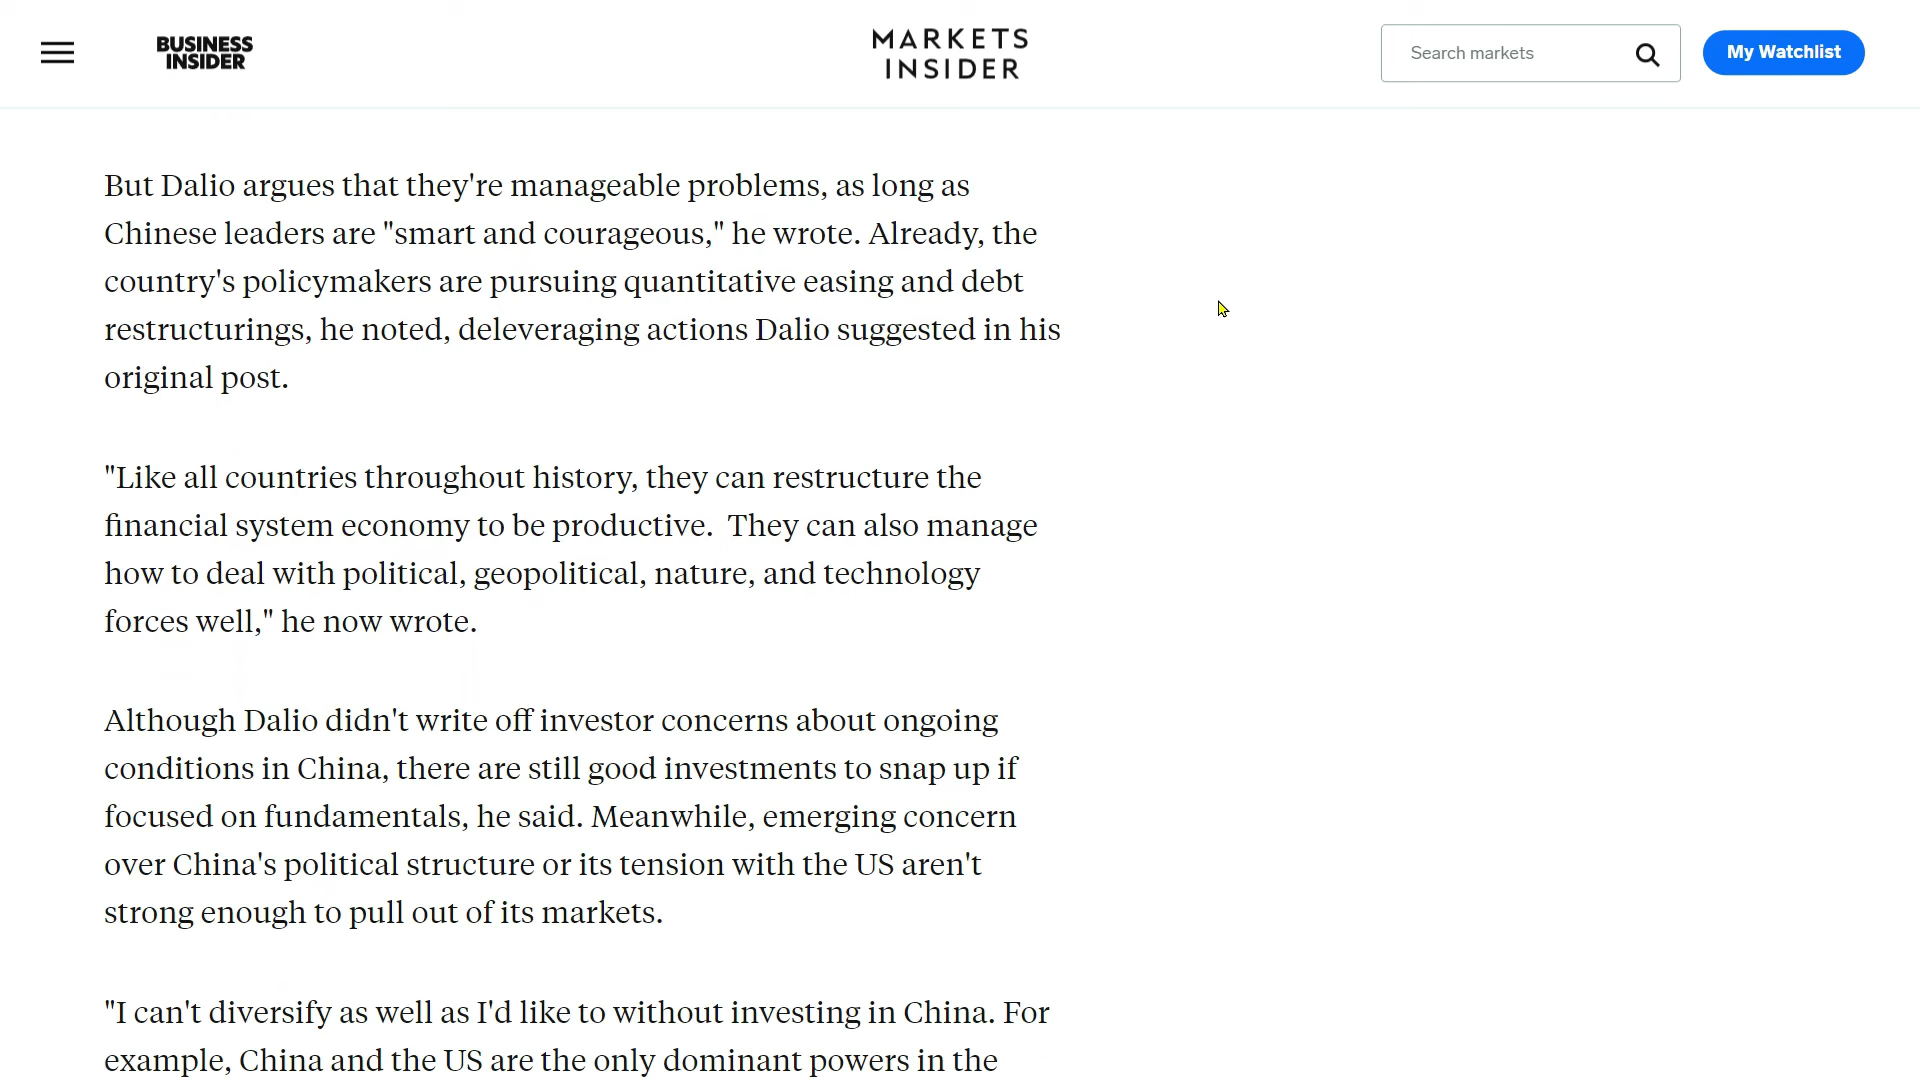 BUSINESS
INSIDER
MARKETS
INSIDER
Search markets
My Watchlist
But Dalio argues that they're manageable problems, as long as
Chinese leaders are "smart and courageous," he wrote. Already, the
country's policymakers are pursuing quantitative easing and debt
restructurings, he noted, deleveraging actions Dalio suggested in his
original post.
"Like all countries throughout history, they can restructure the
financial system economy to be productive.  They can also manage
how to deal with political, geopolitical, nature, and technology
forces well," he now wrote.
Although Dalio didn't write off investor concerns about ongoing
conditions in China, there are still good investments to snap up if
focused on fundamentals, he said. Meanwhile, emerging concern
over China's political structure or its tension with the US aren't
strong enough to pull out of its markets.
"I can't diversify as well as I'd like to without investing in China. For
example, China and the US are the only dominant powers in the